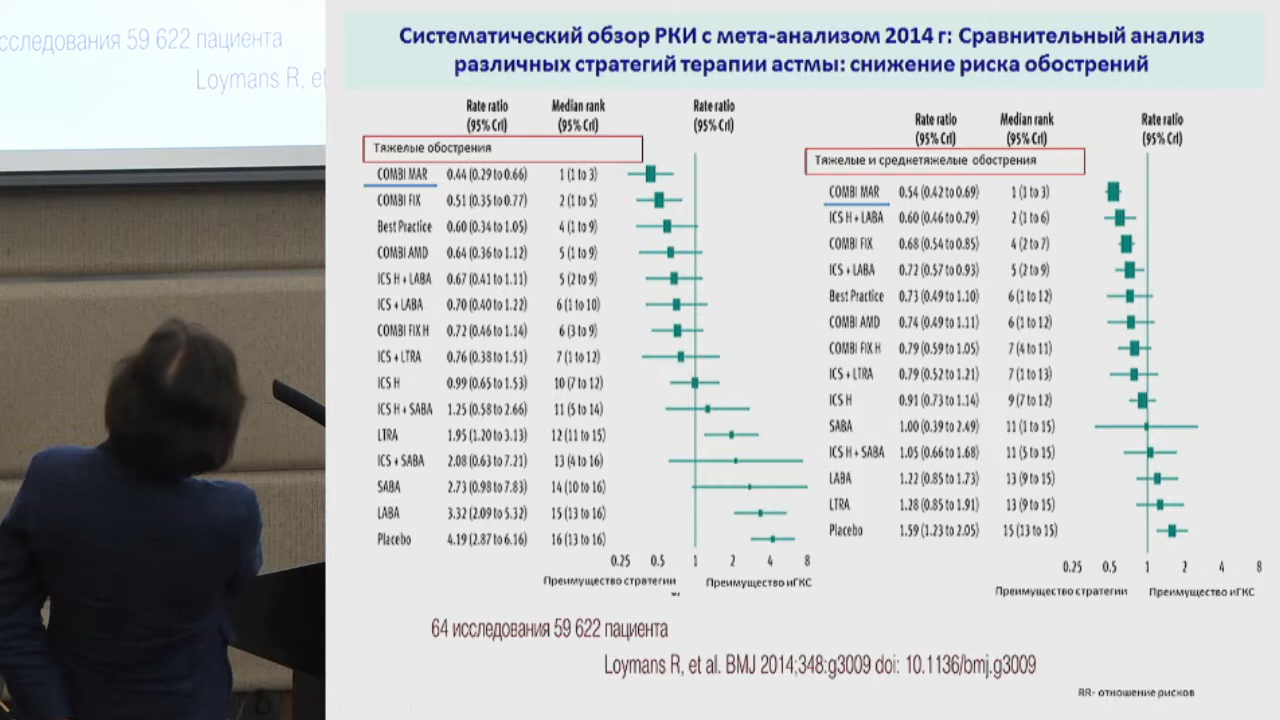 сследования 59 622 пациента
Loymans R, et
Систематический обзор РКИ с мета-анализом 2014 г: Сравнительный анализ
различных стратегий терапии астмы: снижение риска обострений
Rate ratio Median rank Rate ratio
(95% CrI) (95% CrI) (95% CrI)
Тяжелые обострения
COMBI MAR 0.44 (0.29 to 0.66) 1 (1 to 3)
COMBI FIX 0.51 (0.35 to 0.77) 2 (1 to 5)
Best Practice 0.60 (0.34 to 1.05) 4 (1 to 9)
COMBI AMD 0.64 (0.36 to 1.12) 5 (1 to 9)
ICS H + LABA 0.67 (0.41 to 1.11) 5 (2 to 9)
ICS + LABA 0.70 (0.40 to 1.22) 6 (1 to 10)
COMBI FIX H 0.72 (0.46 to 1.14) 6 (3 to 9)
ICS + LTRA 0.76 (0.38 to 1.51) 7 (1 to 12)
ICS H 0.99 (0.65 to 1.53) 10 (7 to 12)
ICS H + SABA 1.25 (0.58 to 2.66) 11 (5 to 14)
LTRA 1.95 (1.20 to 3.13) 12 (11 to 15)
ICS + SABA 2.08 (0.63 to 7.21) 13 (4 to 16)
SABA 2.73 (0.98 to 7.83) 14 (10 to 16)
LABA 3.32 (2.09 to 5.32) 15 (13 to 16)
Placebo 4.19 (2.87 to 6.16) 16 (13 to 16)
0.25 0.5 1 2 4 8
Преимущество стратегии Преимущество иГКС
Rate ratio Median rank Rate ratio
(95% CrI) (95% CrI) (95% CrI)
Тяжелые и среднетяжелые обострения
COMBI MAR 0.54 (0.42 to 0.69) 1 (1 to 3)
ICS H + LABA 0.60 (0.46 to 0.79) 2 (1 to 6)
COMBI FIX 0.68 (0.54 to 0.85) 4 (2 to 7)
ICS + LABA 0.72 (0.57 to 0.93) 5 (2 to 9)
Best Practice 0.73 (0.49 to 1.10) 6 (1 to 12)
COMBI AMD 0.74 (0.49 to 1.11) 6 (1 to 12)
COMBI FIX H 0.79 (0.59 to 1.05) 7 (4 to 11)
ICS + LTRA 0.79 (0.52 to 1.21) 7 (1 to 13)
ICS H 0.91 (0.73 to 1.14) 9 (7 to 12)
SABA 1.00 (0.39 to 2.49) 11 (1 to 15)
ICS H + SABA 1.05 (0.66 to 1.68) 11 (5 to 15)
LABA 1.22 (0.85 to 1.73) 13 (9 to 15)
LTRA 1.28 (0.85 to 1.91) 13 (9 to 15)
Placebo 1.59 (1.23 to 2.05) 15 (13 to 15)
0.25 0.5 1 2 4 8
Преимущество стратегии Преимущество иГКС
64 исследования 59 622 пациента
Loymans R, et al. BMJ 2014;348:g3009 doi: 10.1136/bmj.g3009
RR- отношение рисков